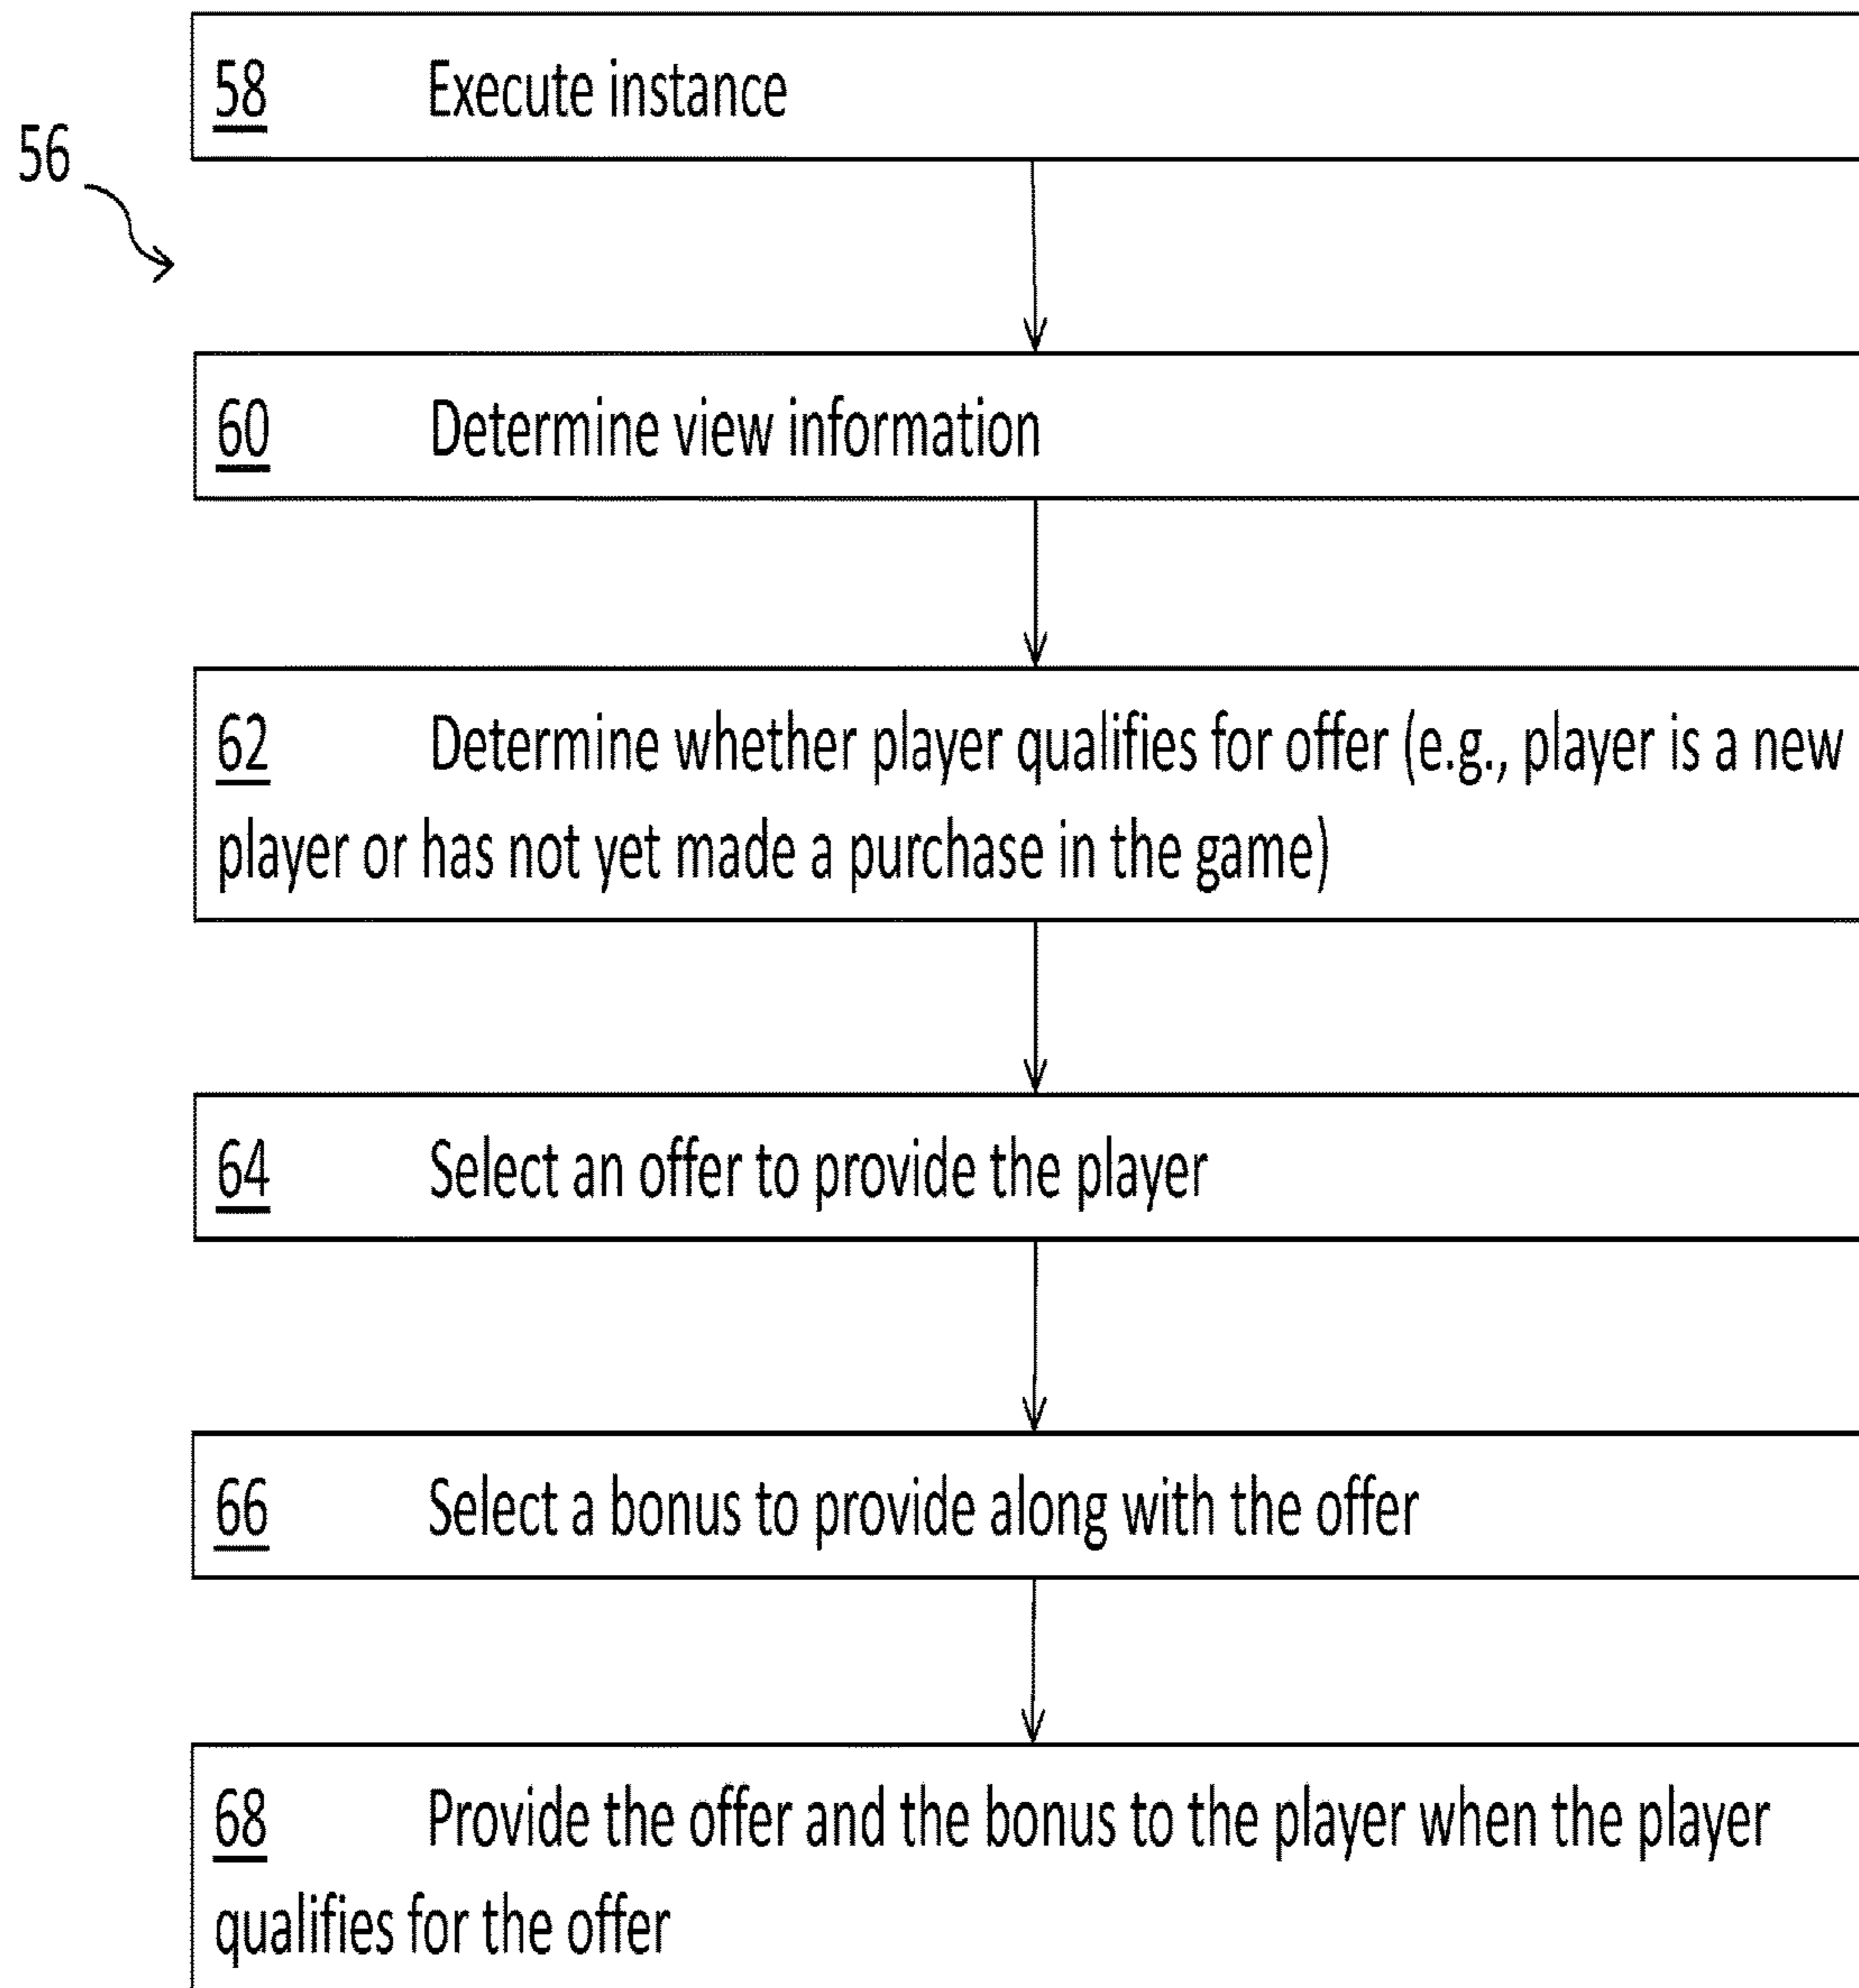 58 Execute instance
56
60 Determine view information
62 Determine whether player qualifies for offer (e.g., player is a new
player or has not yet made a purchase in the game)
64 Select an offer to provide the player
66 Select a bonus to provide along with the offer
68 Provide the offer and the bonus to the player when the player
qualifies for the offer